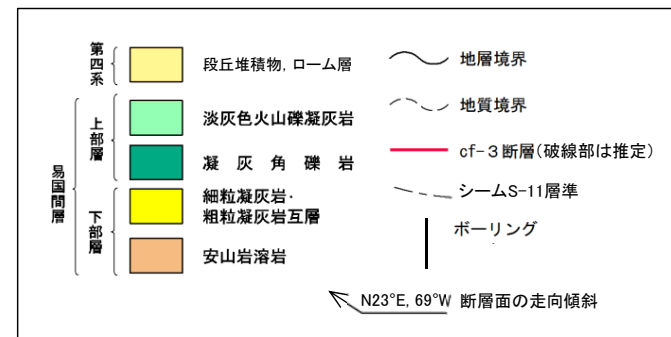 第四系
段丘堆積物, ローム層
易国間層
上部層
淡灰色火山礫凝灰岩
凝灰角礫岩
下部層
細粒凝灰岩・
粗粒凝灰岩互層
安山岩溶岩
地層境界
地質境界
cf-3断層(破線部は推定)
シームS-11層準
ボーリング
N23°E, 69°W 断層面の走向傾斜